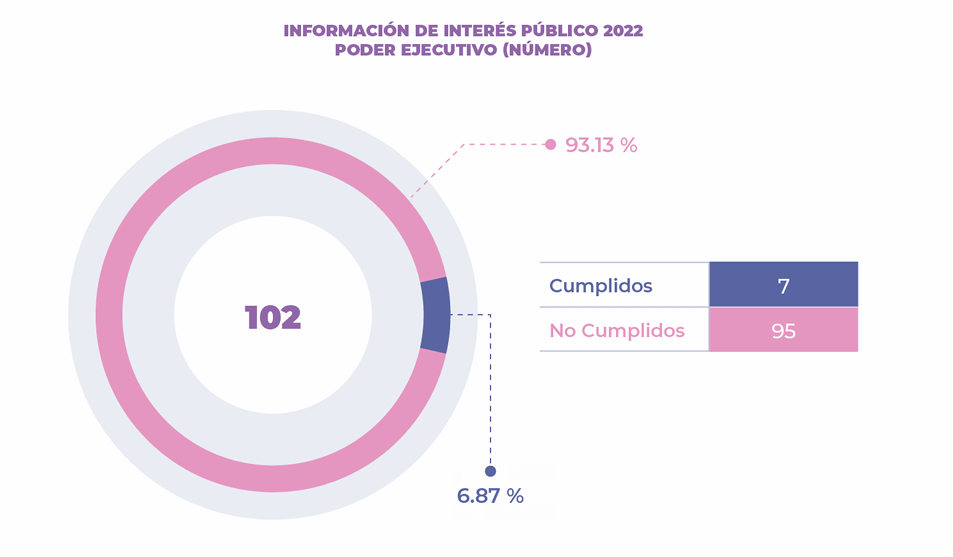 INFORMACIÓN DE INTERÉS PÚBLICO 2022
PODER EJECUTIVO (NÚMERO)
93.13 %
102
Cumplidos 7
No Cumplidos 95
6.87 %